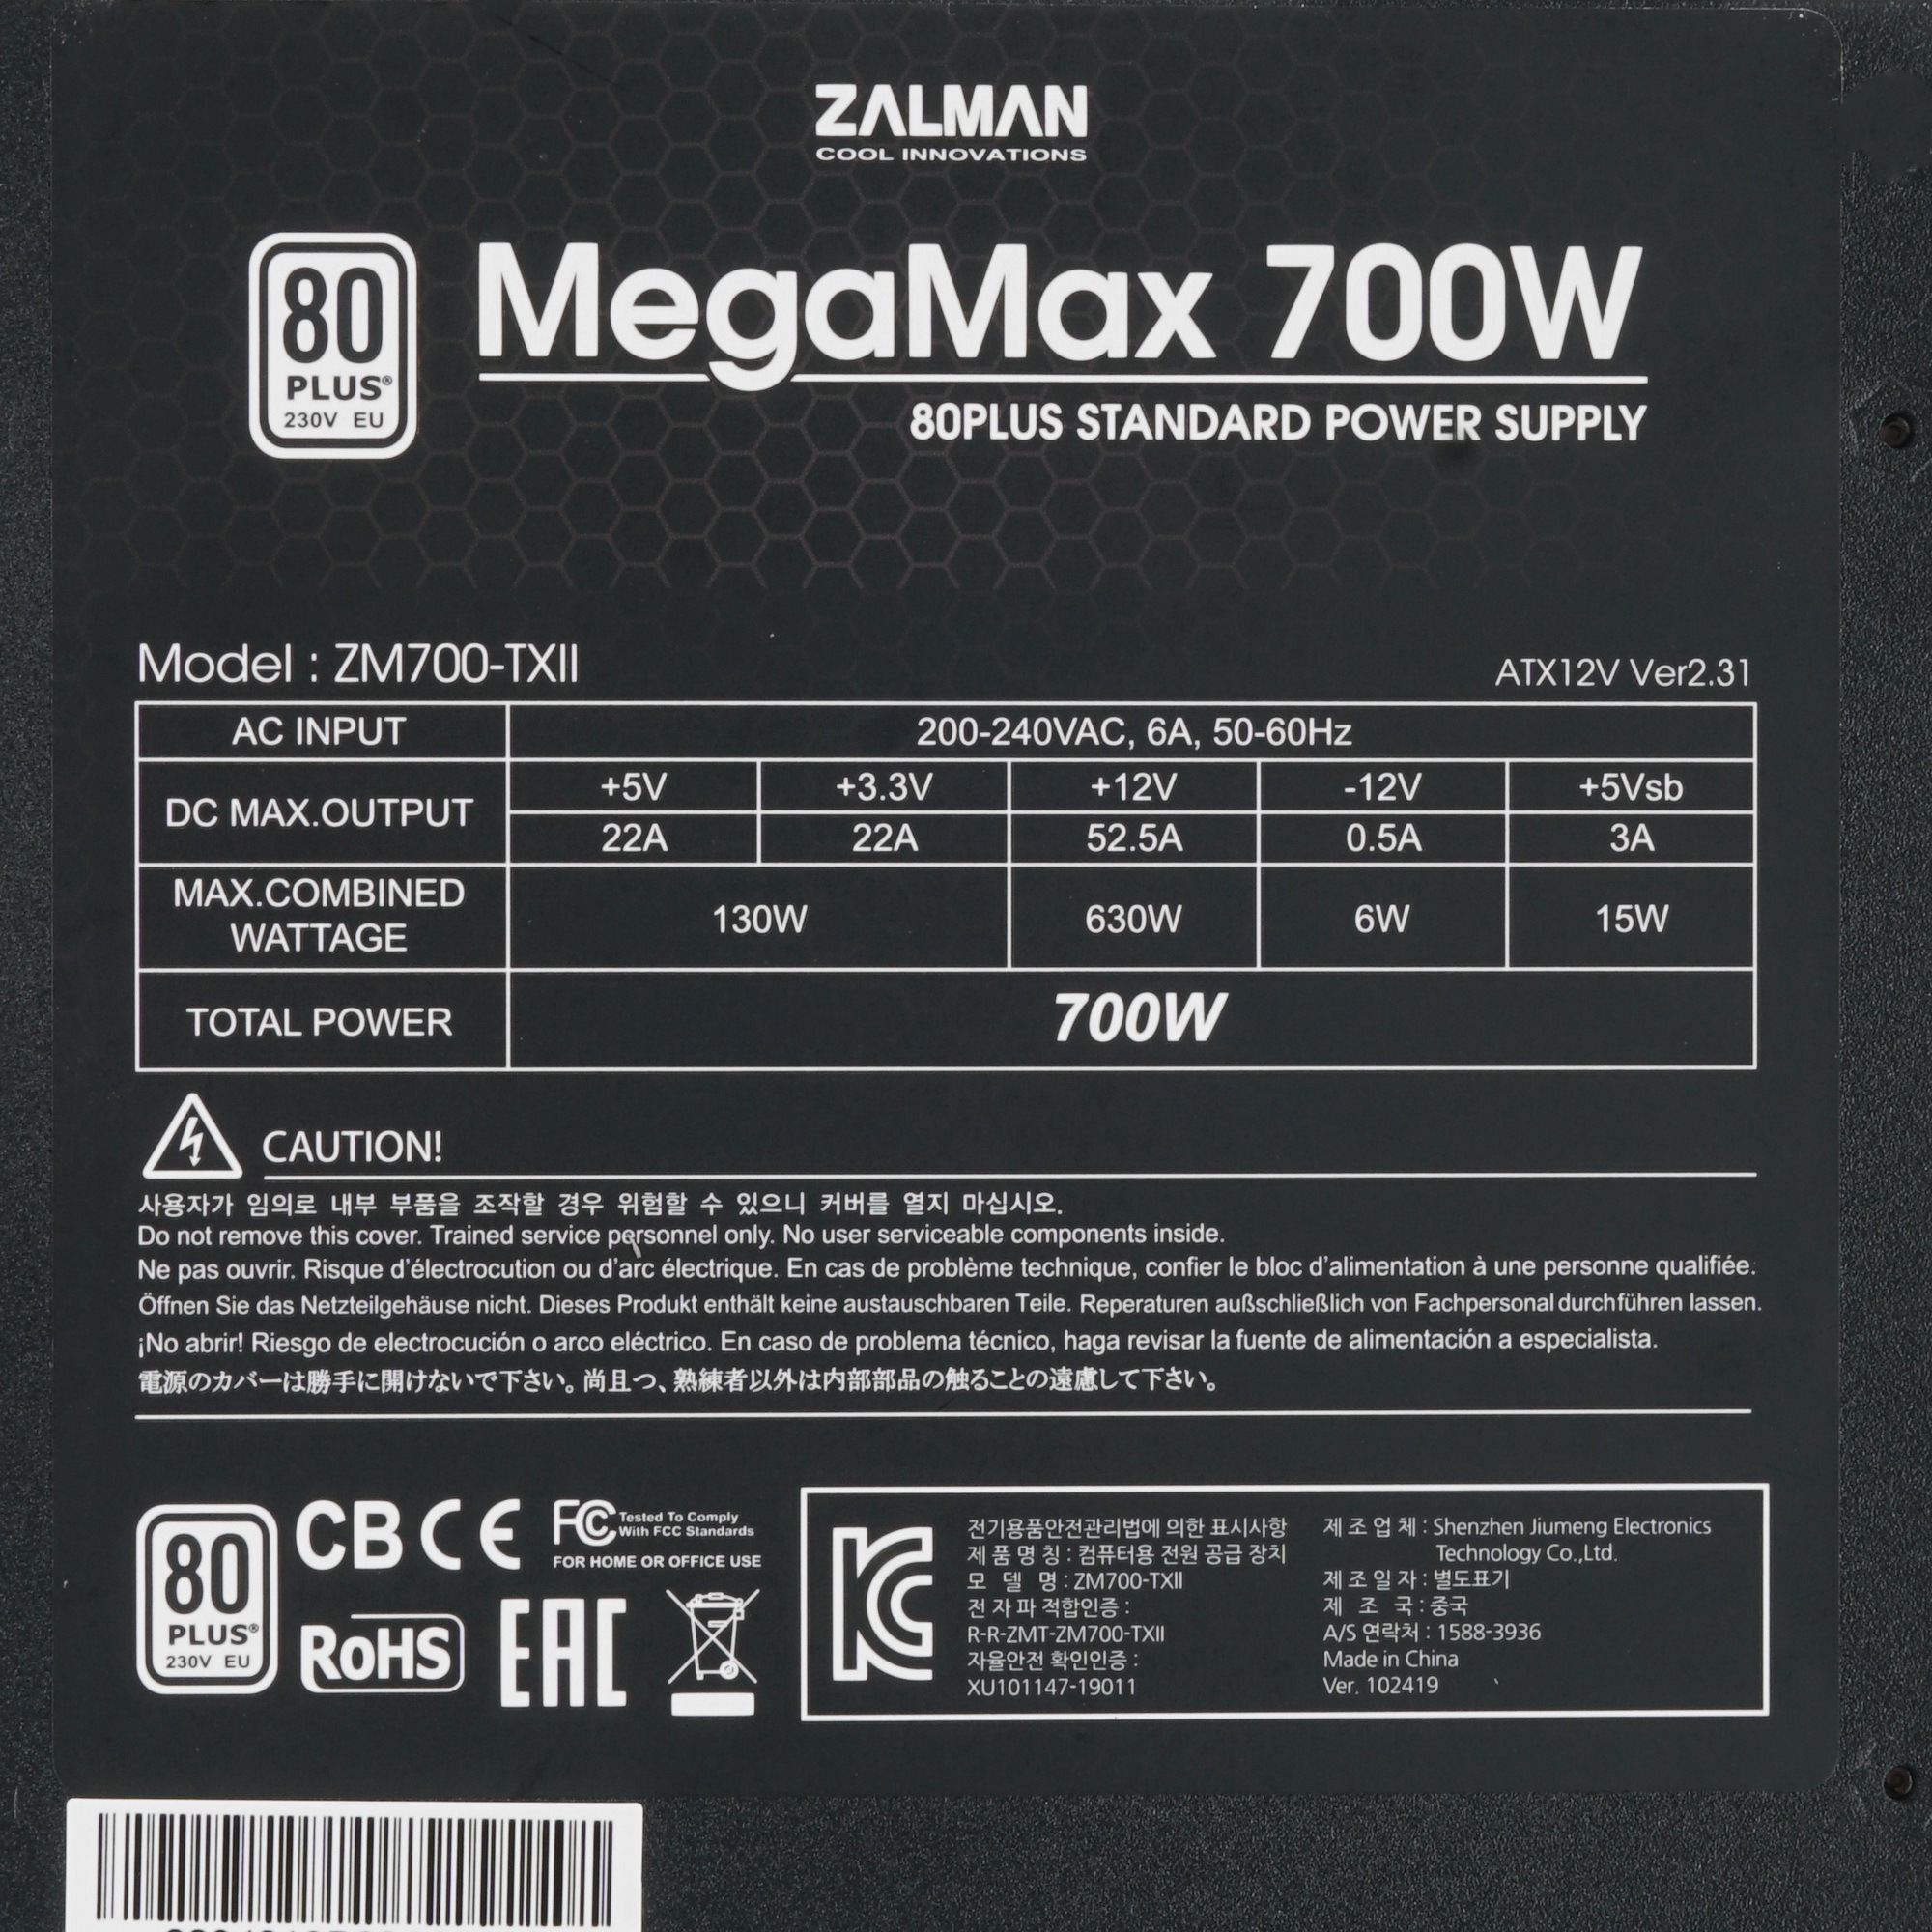 ZALMAN
COOL INNOVATIONS
80
PLUS®
230V EU
MegaMax 700W
80PLUS STANDARD POWER SUPPLY
Model : ZM700-TXII
ATX12V Ver2.31
AC INPUT 200-240VAC, 6A, 50-60Hz
DC MAX.OUTPUT +5V +3.3V +12V -12V +5Vsb
22A 22A 52.5A 0.5A 3A
MAX.COMBINED WATTAGE 130W 630W 6W 15W
TOTAL POWER 700W
CAUTION!
사용자가 임의로 내부 부품을 조작할 경우 위험할 수 있으니 커버를 열지 마십시오.
Do not remove this cover. Trained service personnel only. No user serviceable components inside.
Ne pas ouvrir. Risque d'électrocution ou d'arc électrique. En cas de problème technique, confier le bloc d'alimentation à une personne qualifiée.
Öffnen Sie das Netzteilgehäuse nicht. Dieses Produkt enthält keine austauschbaren Teile. Reperaturen außschließlich von Fachpersonal durchführen lassen.
¡No abrir! Riesgo de electrocución o arco eléctrico. En caso de problema técnico, haga revisar la fuente de alimentación a especialista.
電源のカバーは勝手に開けないで下さい。尚且つ、熟練者以外は内部部品の触ることの遠慮して下さい。
80
PLUS®
230V EU
CB CE FC Tested To Comply
With FCC Standards
FOR HOME OR OFFICE USE
RoHS
EAC
KC
전기용품안전관리법에 의한 표시사항
제 품 명 칭 : 컴퓨터용 전원 공급 장치
모 델 명 : ZM700-TXII
전 자 파 적합인증 :
R-R-ZMT-ZM700-TXII
자율안전 확인인증 :
XU101147-19011
제 조 업 체 : Shenzhen Jiumeng Electronics
Technology Co.,Ltd.
제 조 일 자 : 별도표기
제 조 국 : 중국
A/S 연락처 : 1588-3936
Made in China
Ver. 102419